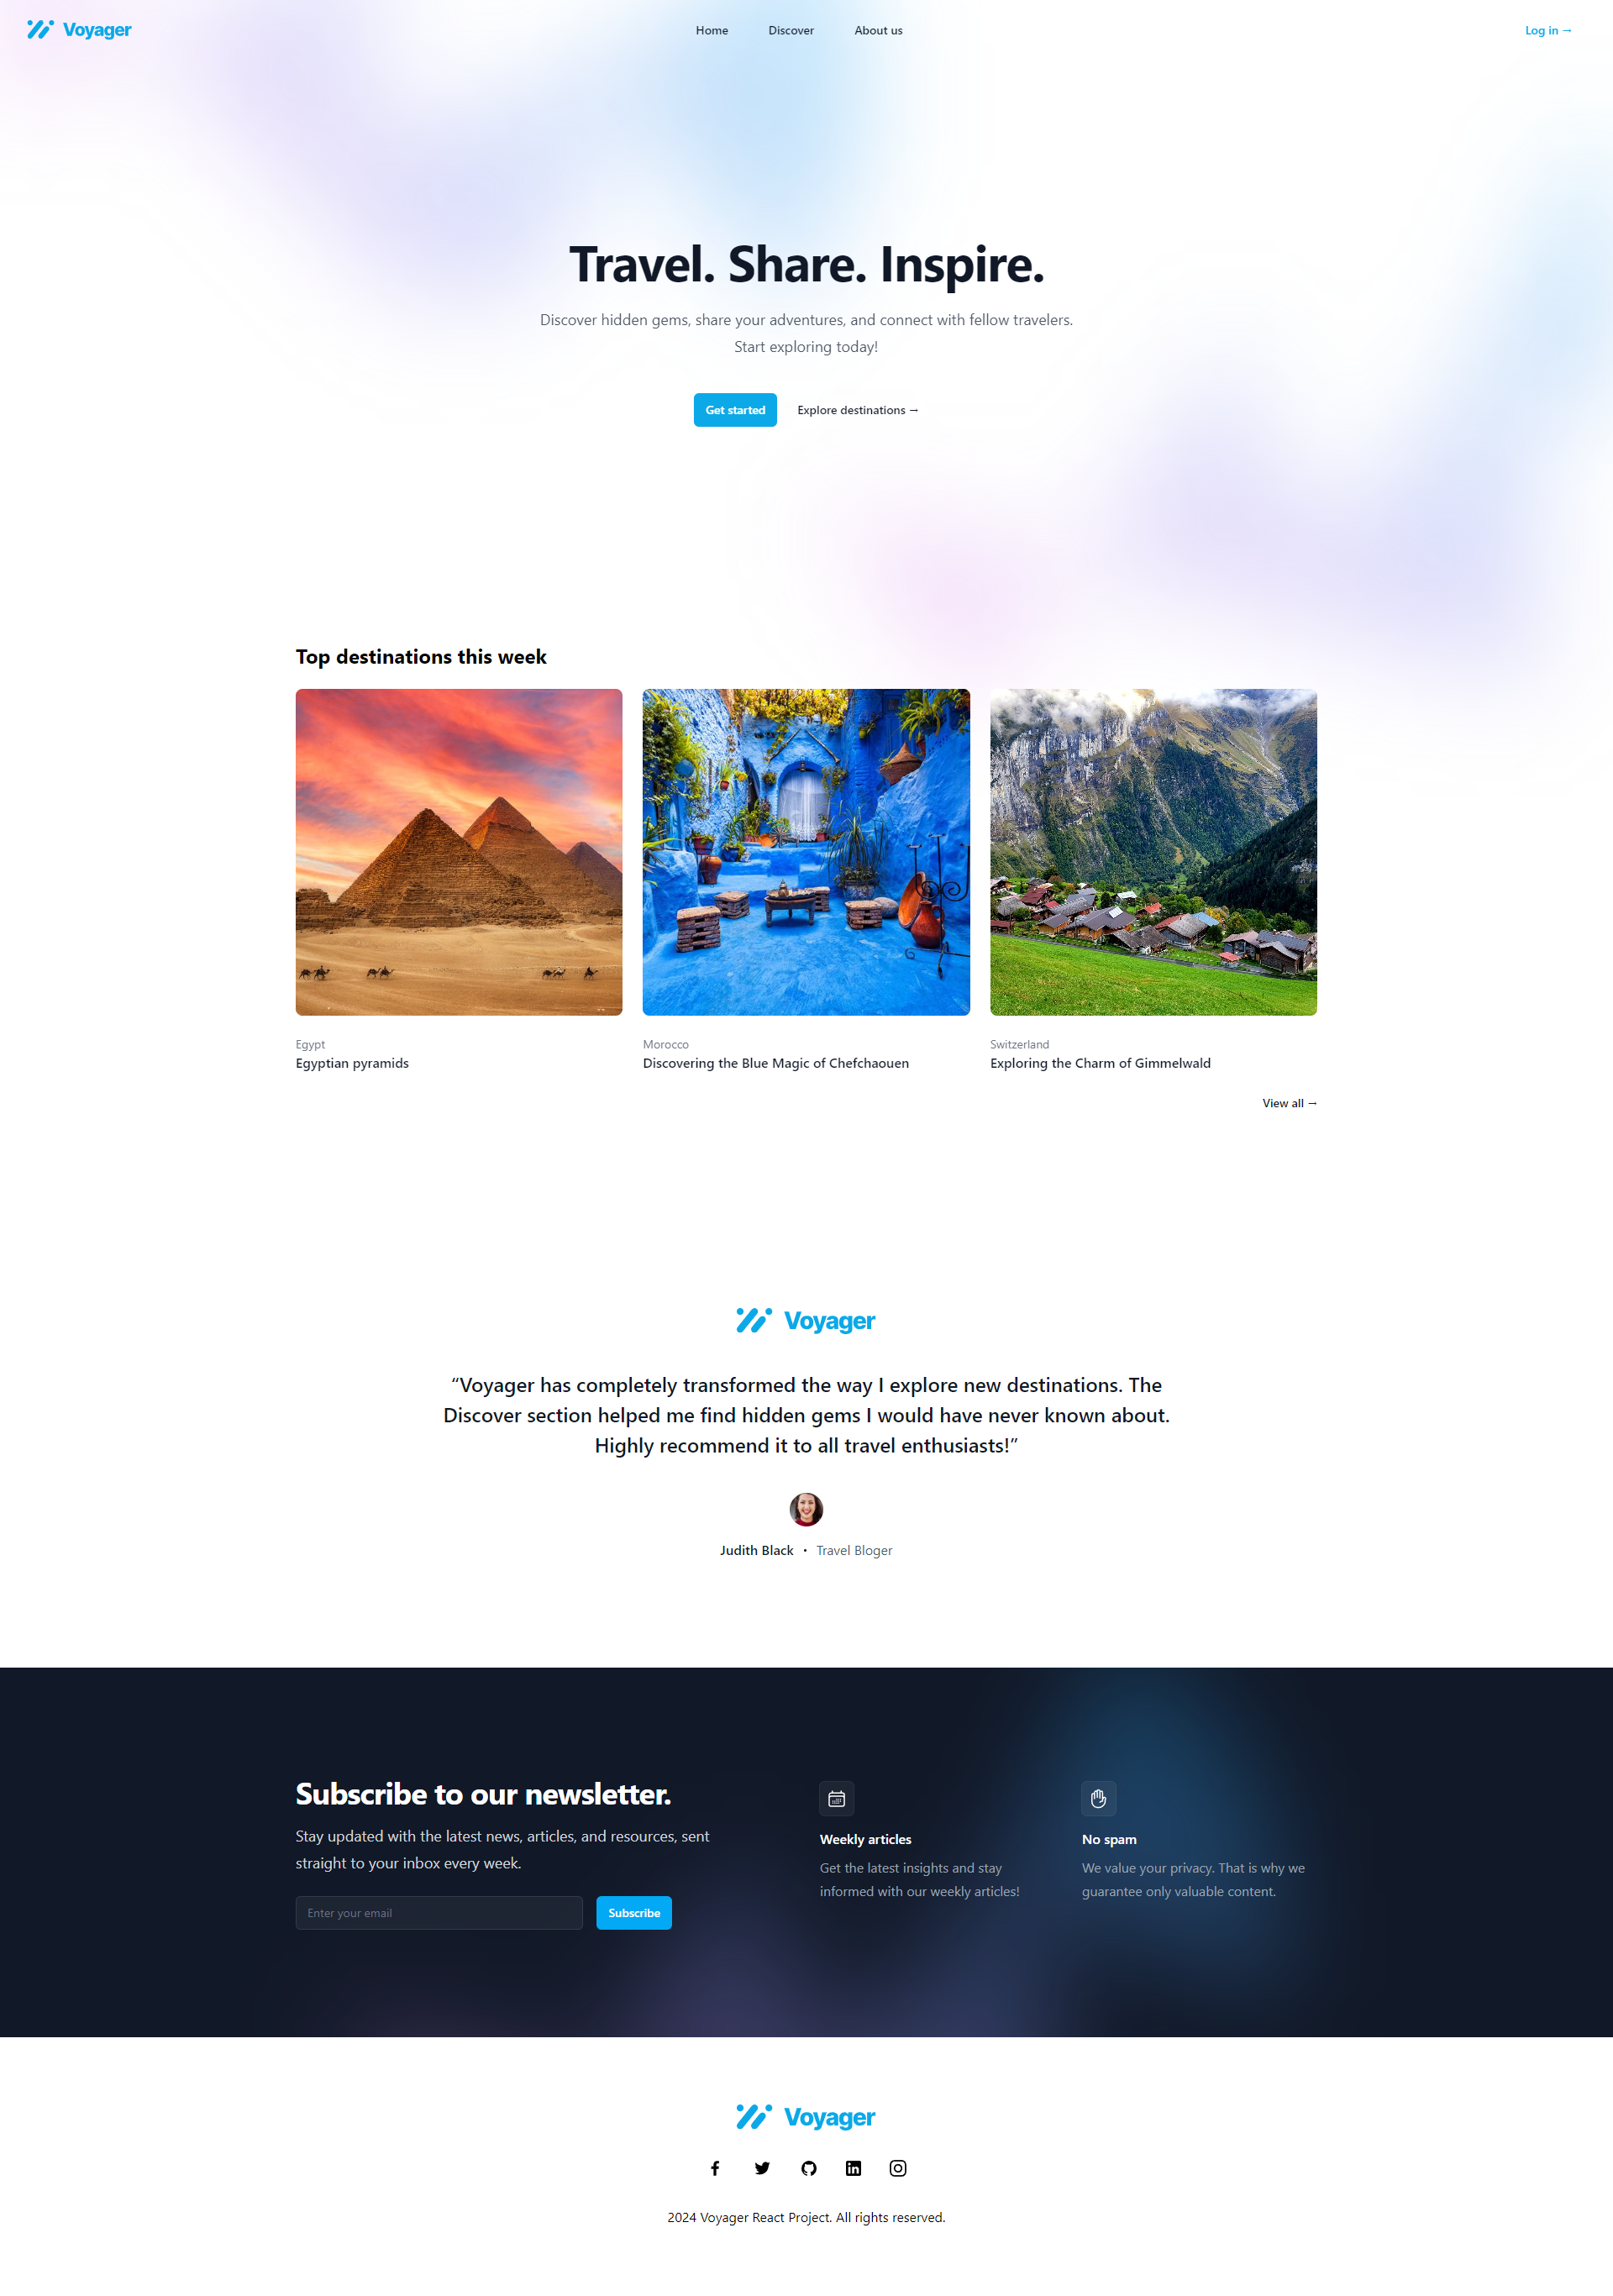 Voyager
Home
Discover
About us
Log in →
Travel. Share. Inspire.
Discover hidden gems, share your adventures, and connect with fellow travelers.
Start exploring today!
Get started
Explore destinations →
Top destinations this week
Egypt
Egyptian pyramids
Morocco
Discovering the Blue Magic of Chefchaouen
Switzerland
Exploring the Charm of Gimmelwald
View all →
Voyager
“Voyager has completely transformed the way I explore new destinations. The
Discover section helped me find hidden gems I would have never known about.
Highly recommend it to all travel enthusiasts!”
Judith Black • Travel Bloger
Subscribe to our newsletter.
Stay updated with the latest news, articles, and resources, sent
straight to your inbox every week.
Enter your email
Subscribe
Weekly articles
Get the latest insights and stay
informed with our weekly articles!
No spam
We value your privacy. That is why we
guarantee only valuable content.
Voyager
2024 Voyager React Project. All rights reserved.